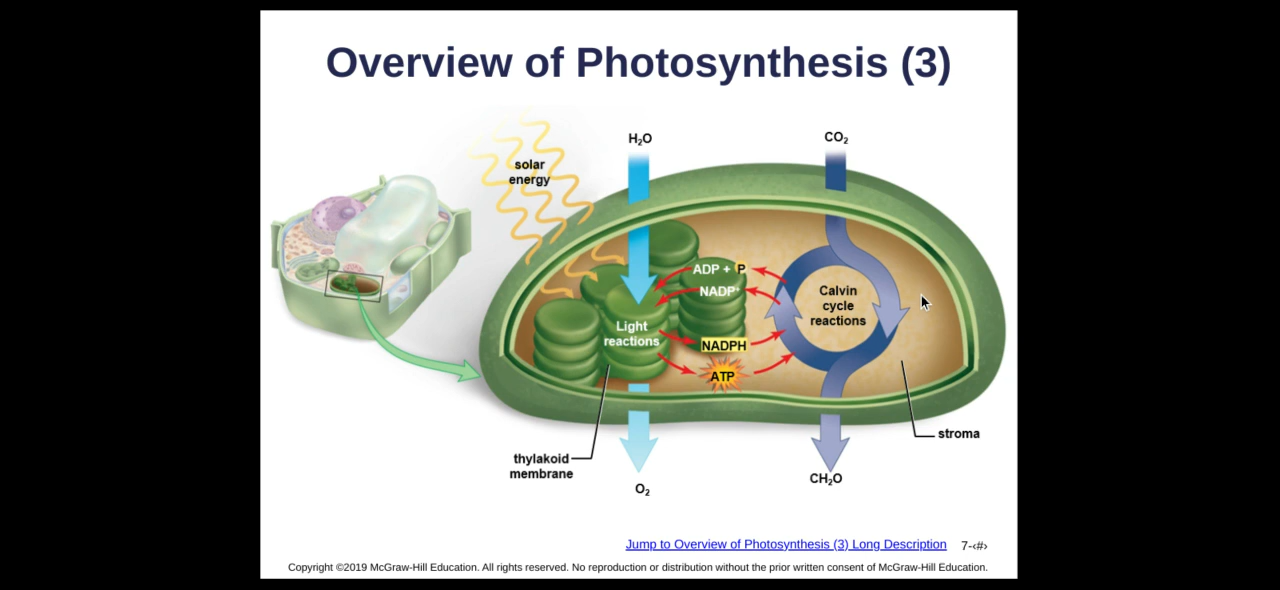 Overview of Photosynthesis (3)
H₂O
CO₂
solar
energy
ADP + P
NADP⁺
Calvin
cycle
reactions
Light
reactions
NADPH
ATP
stroma
thylakoid
membrane
O₂
CH₂O
Jump to Overview of Photosynthesis (3) Long Description
7-‹#›
Copyright ©2019 McGraw-Hill Education. All rights reserved. No reproduction or distribution without the prior written consent of McGraw-Hill Education.